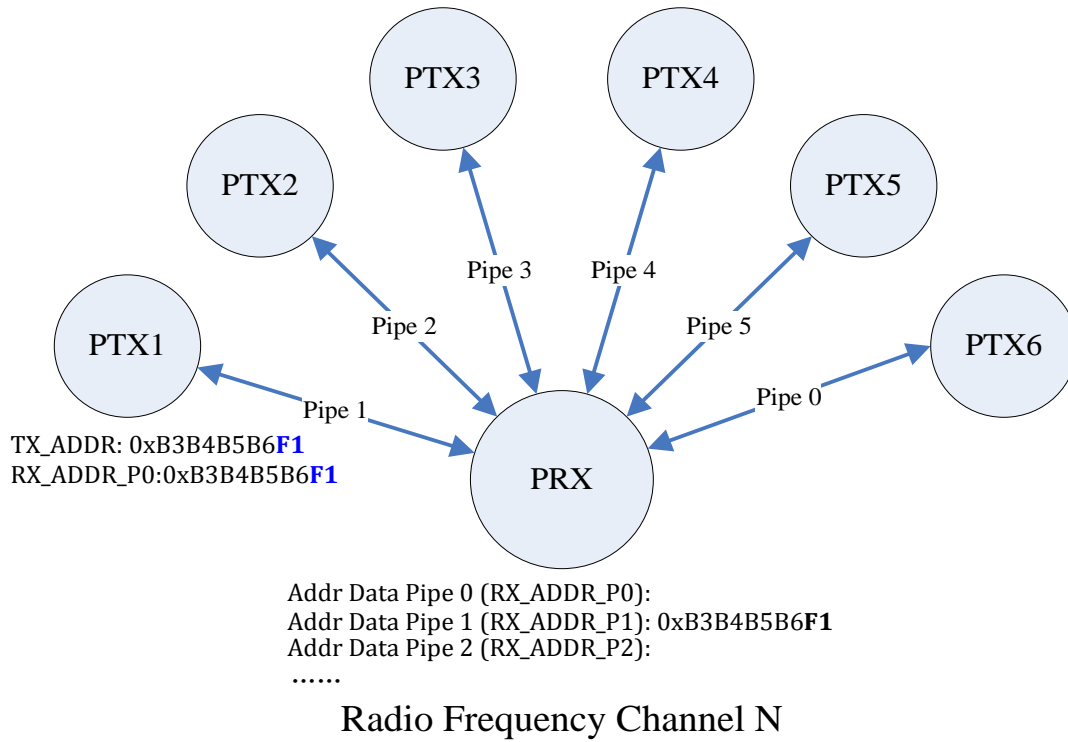 PTX3
PTX4
PTX2
PTX5
Pipe 3
Pipe 4
Pipe 2
Pipe 5
PTX1
PTX6
Pipe 1
Pipe 0
TX_ADDR: 0xB3B4B5B6F1
RX_ADDR_P0:0xB3B4B5B6F1
PRX
Addr Data Pipe 0 (RX_ADDR_P0):
Addr Data Pipe 1 (RX_ADDR_P1): 0xB3B4B5B6F1
Addr Data Pipe 2 (RX_ADDR_P2):
......
Radio Frequency Channel N